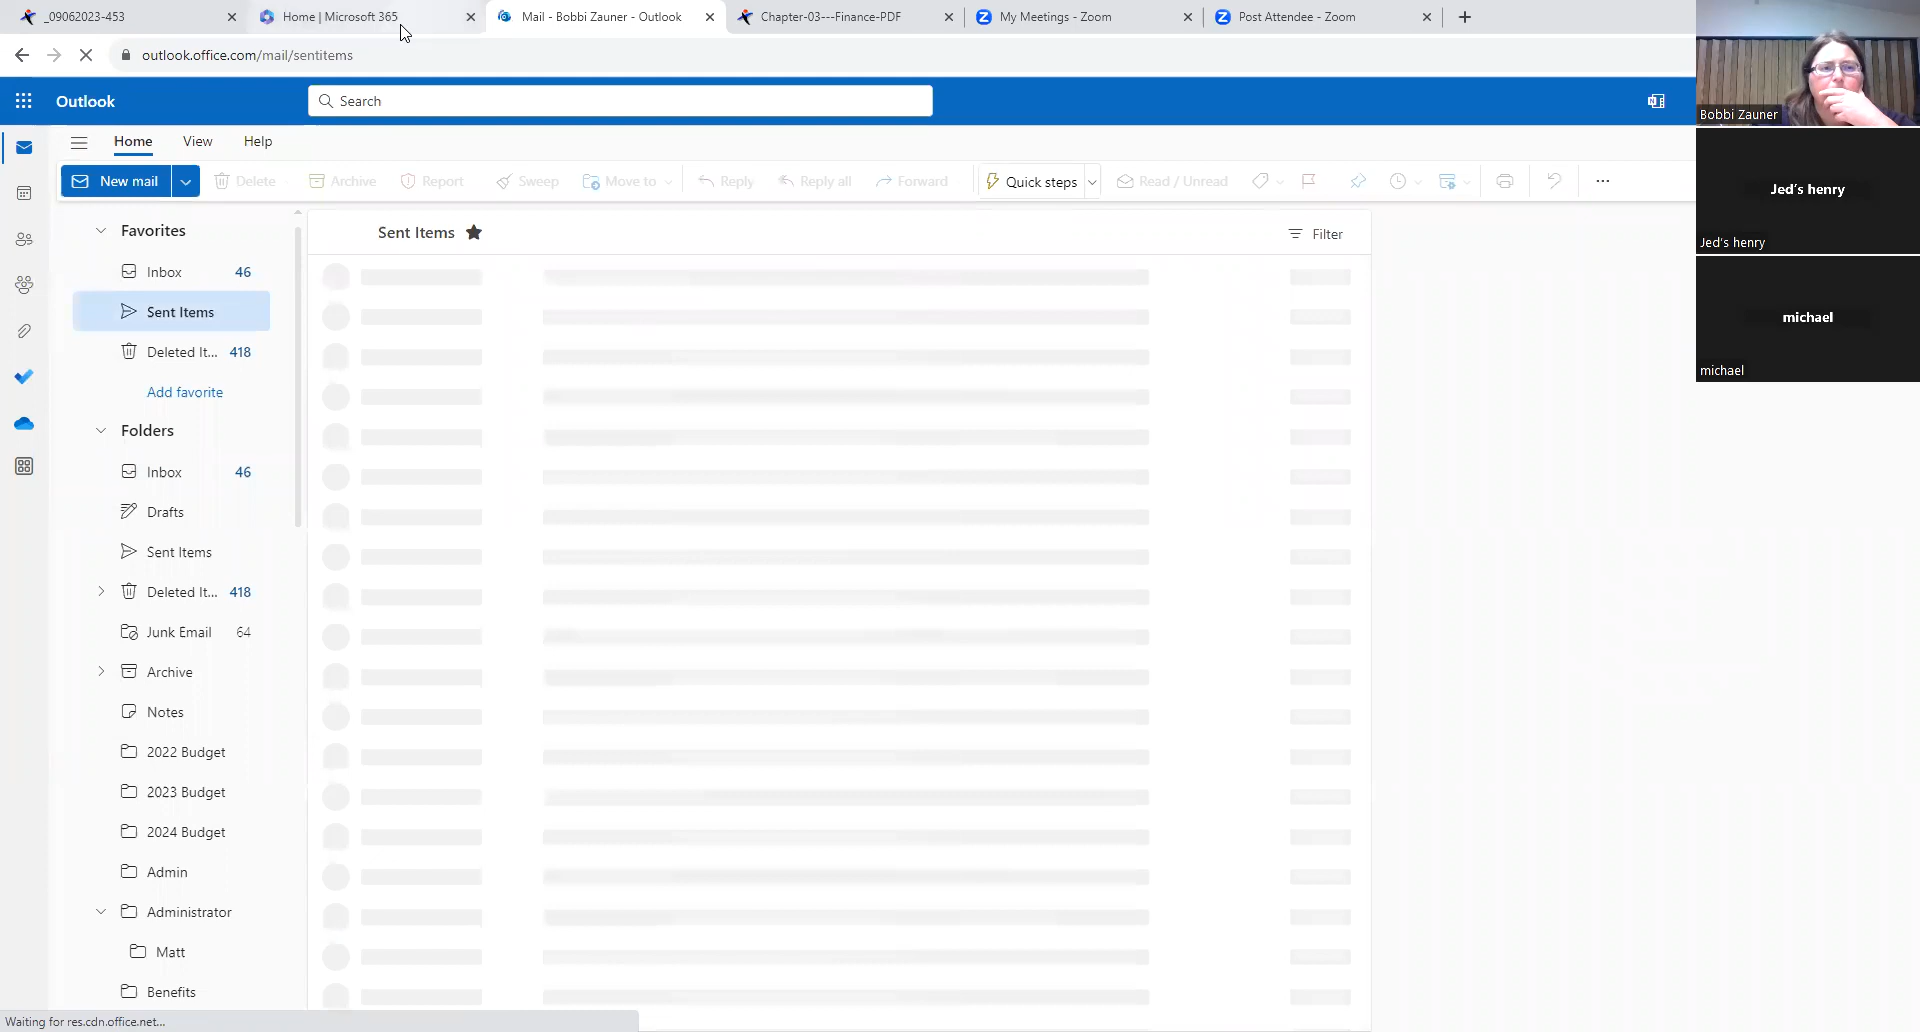 _09062023-453
Home | Microsoft 365
Mail - Bobbi Zauner - Outlook
Chapter-03---Finance-PDF
My Meetings - Zoom
Post Attendee - Zoom
outlook.office.com/mail/sentitems
Outlook
Search
Home
View
Help
New mail
Delete
Archive
Report
Sweep
Move to
Reply
Reply all
Forward
Quick steps
Read / Unread
Favorites
Inbox 46
Sent Items
Deleted It... 418
Add favorite
Folders
Inbox 46
Drafts
Sent Items
Deleted It... 418
Junk Email 64
Archive
Notes
2022 Budget
2023 Budget
2024 Budget
Admin
Administrator
Matt
Benefits
Sent Items
Filter
Bobbi Zauner
Jed's henry
Jed's henry
michael
michael
Waiting for res.cdn.office.net...